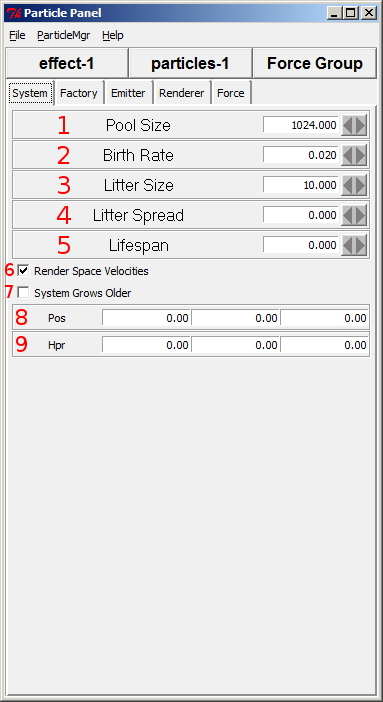 Particle Panel
File ParticleMgr Help
effect-1 particles-1 Force Group
System Factory Emitter Renderer Force
1 Pool Size 1024.000
2 Birth Rate 0.020
3 Litter Size 10.000
4 Litter Spread 0.000
5 Lifespan 0.000
6 Render Space Velocities
7 System Grows Older
8 Pos 0.00 0.00 0.00
9 Hpr 0.00 0.00 0.00